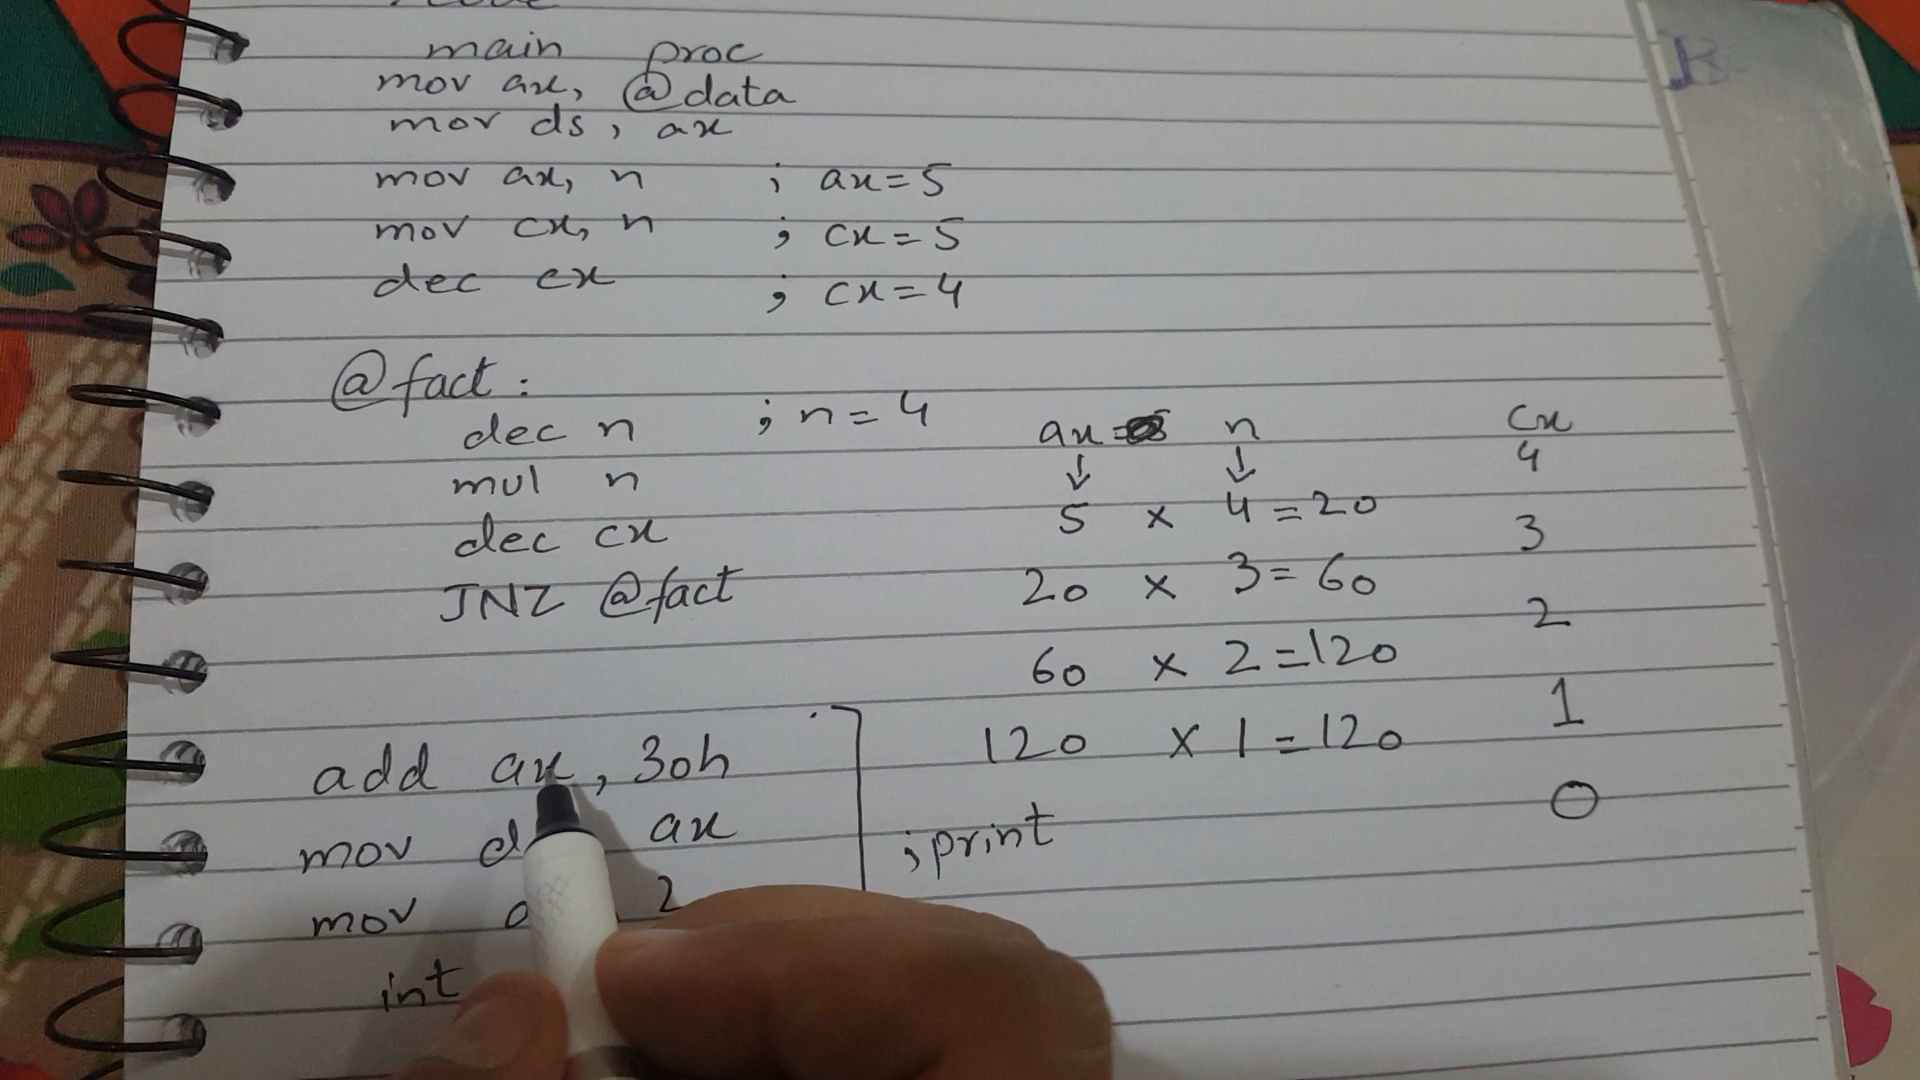 main proc
mov ax, @data
mov ds, ax
mov ax, n ; ax=5
mov cx, n ; cx=5
dec cx ; cx=4
@fact:
dec n ; n=4
mul n
dec cx
JNZ @fact
ax= n cx
↓ ↓ 4
5 x 4=20
3
20 x 3=60
2
60 x 2=120
1
120 x 1=120
0
add ax, 30h
mov ax
mov 2
int
;print
B